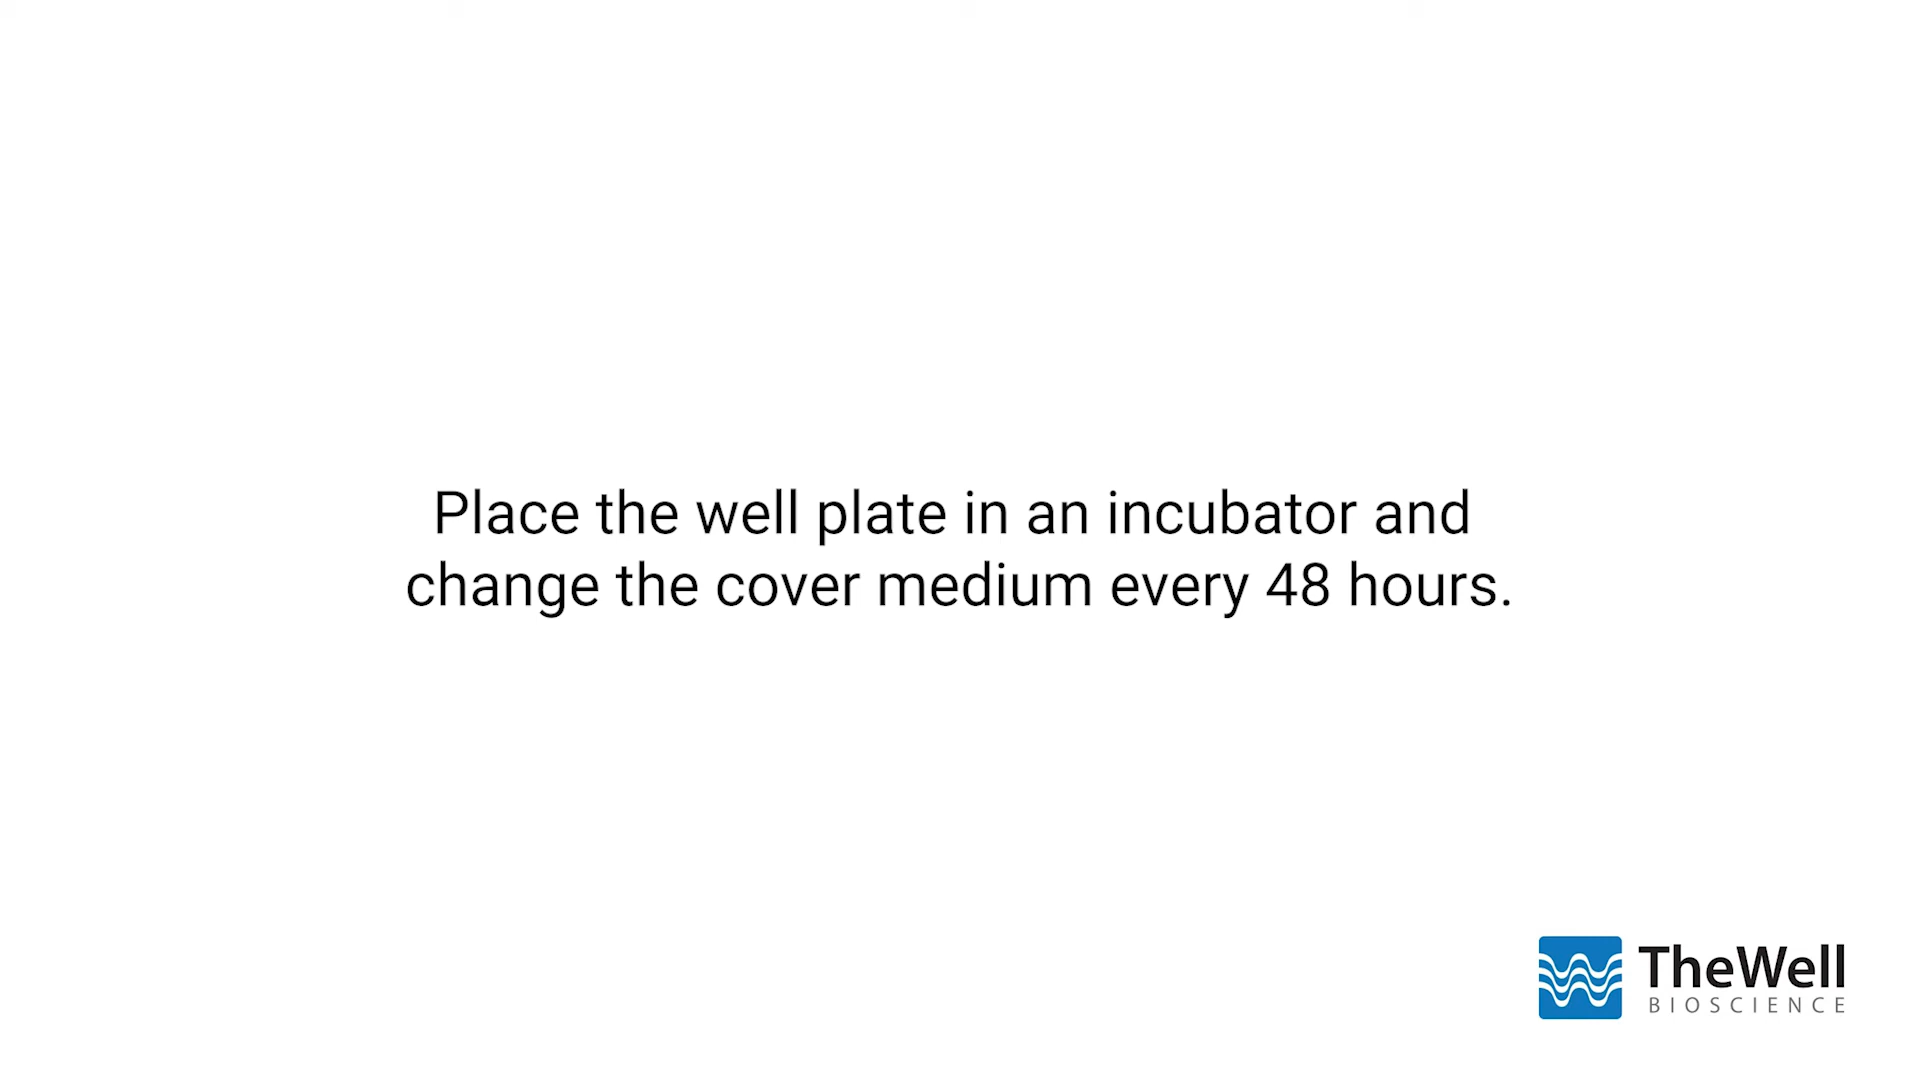 Place the well plate in an incubator and
change the cover medium every 48 hours.
TheWell
BIOSCIENCE